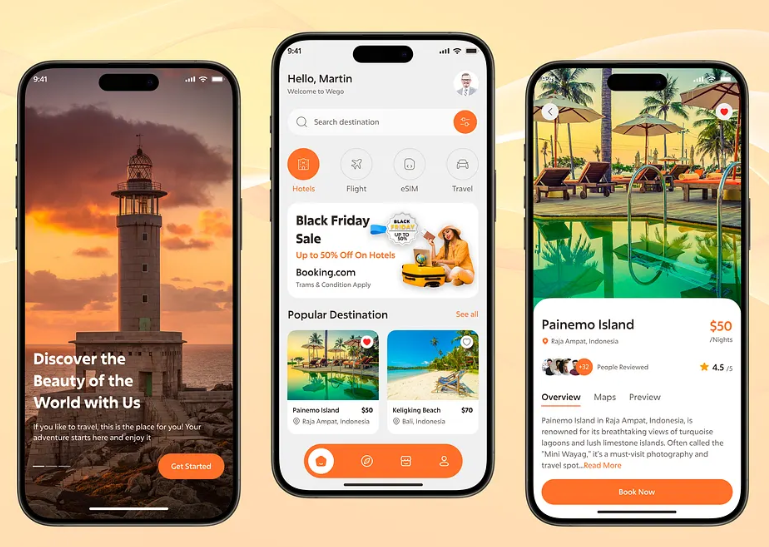 9:41
Discover the
Beauty of the
World with Us
If you like to travel, this is the place for you! Your
adventure starts here and enjoy it
Get Started
9:41
Hello, Martin
Welcome to Wego
Search destination
Hotels
Flight
eSIM
Travel
Black Friday
Sale
Up to 50% Off On Hotels
Booking.com
Trams & Condition Apply
BLACK
FRIDAY
UP TO
50%
Popular Destination
See all
Painemo Island
$50
Raja Ampat, Indonesia
Keligking Beach
$70
Bali, Indonesia
Painemo Island
$50
Raja Ampat, Indonesia
/Nights
+32
People Reviewed
4.5 /5
Overview
Maps
Preview
Painemo Island in Raja Ampat, Indonesia, is
renowned for its breathtaking views of turquoise
lagoons and lush limestone islands. Often called the
"Mini Wayag," it's a must-visit photography and
travel spot...Read More
Book Now